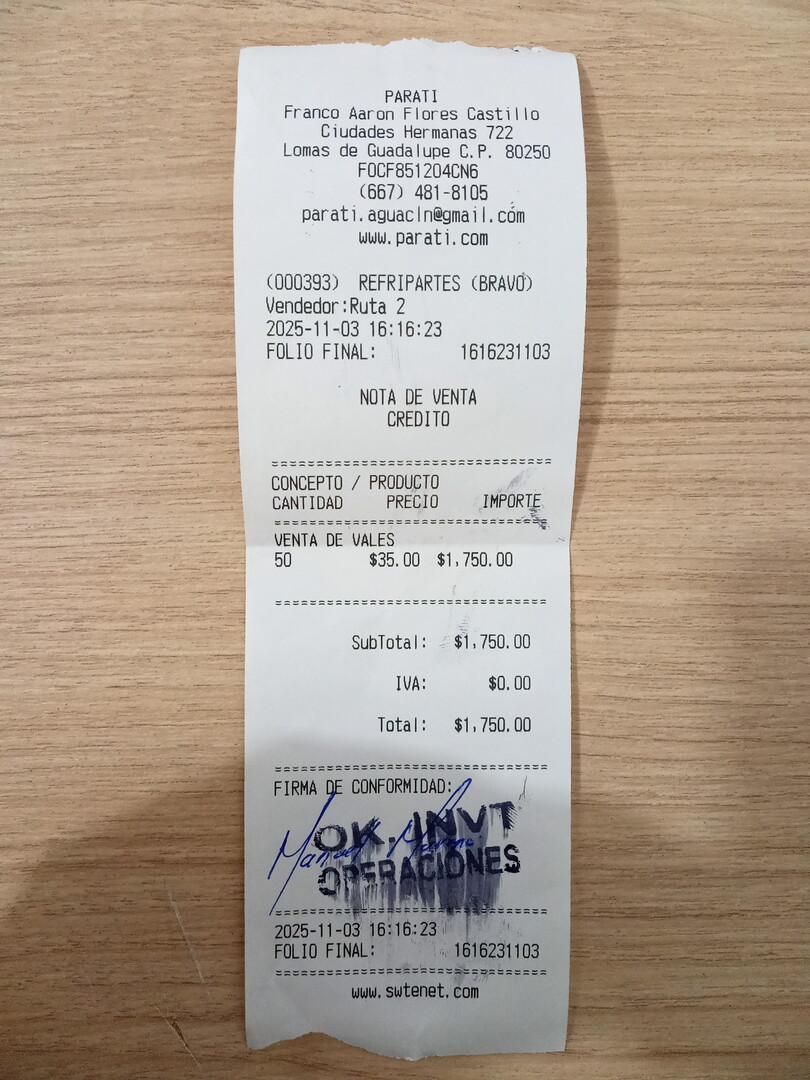 PARATI
Franco Aaron Flores Castillo
Ciudades Hermanas 722
Lomas de Guadalupe C.P. 80250
FOCF851204CN6
(667) 481-8105
parati.aguacln@gmail.com
www.parati.com
(000393) REFRIPARTES (BRAVO)
Vendedor:Ruta 2
2025-11-03 16:16:23
FOLIO FINAL: 1616231103
NOTA DE VENTA
CREDITO
CONCEPTO / PRODUCTO
CANTIDAD PRECIO IMPORTE
VENTA DE VALES
50 $35.00 $1,750.00
SubTotal: $1,750.00
IVA: $0.00
Total: $1,750.00
FIRMA DE CONFORMIDAD:
OK. INVT
Manuel
OPERACIONES
2025-11-03 16:16:23
FOLIO FINAL: 1616231103
www.swtenet.com